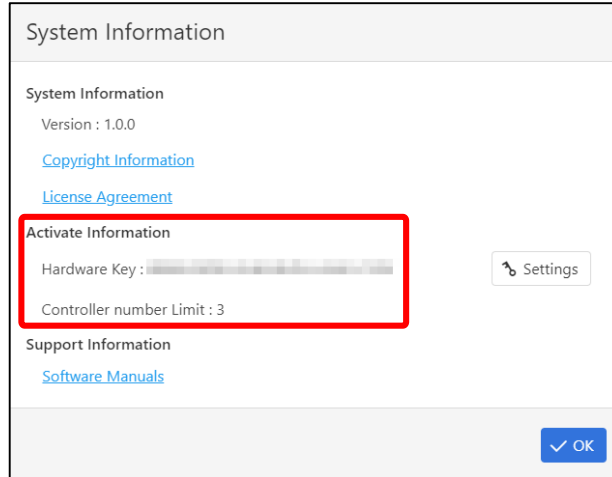 System Information
System Information
Version : 1.0.0
Copyright Information
License Agreement
Activate Information
Hardware Key :
Settings
Controller number Limit : 3
Support Information
Software Manuals
OK